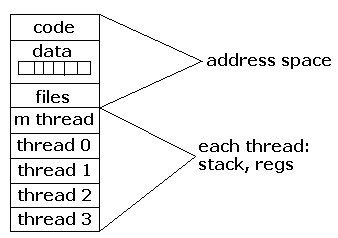 code
data
files
m thread
thread 0
thread 1
thread 2
thread 3
address space
each thread:
stack, regs